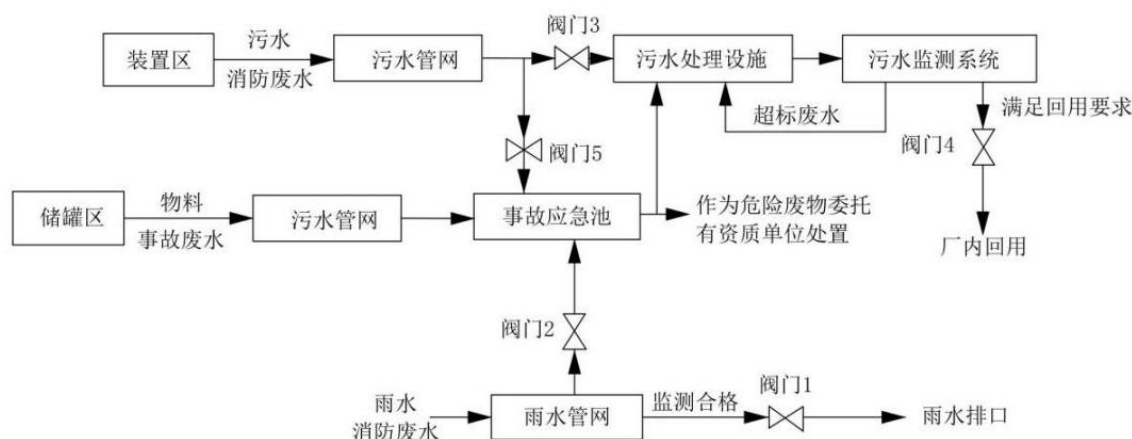 阀门3
装置区
污水
消防废水
污水管网
污水处理设施
污水监测系统
超标废水
满足回用要求
阀门4
阀门5
储罐区
物料
事故废水
污水管网
事故应急池
作为危险废物委托
有资质单位处置
厂内回用
阀门2
雨水
消防废水
雨水管网
监测合格
阀门1
雨水排口